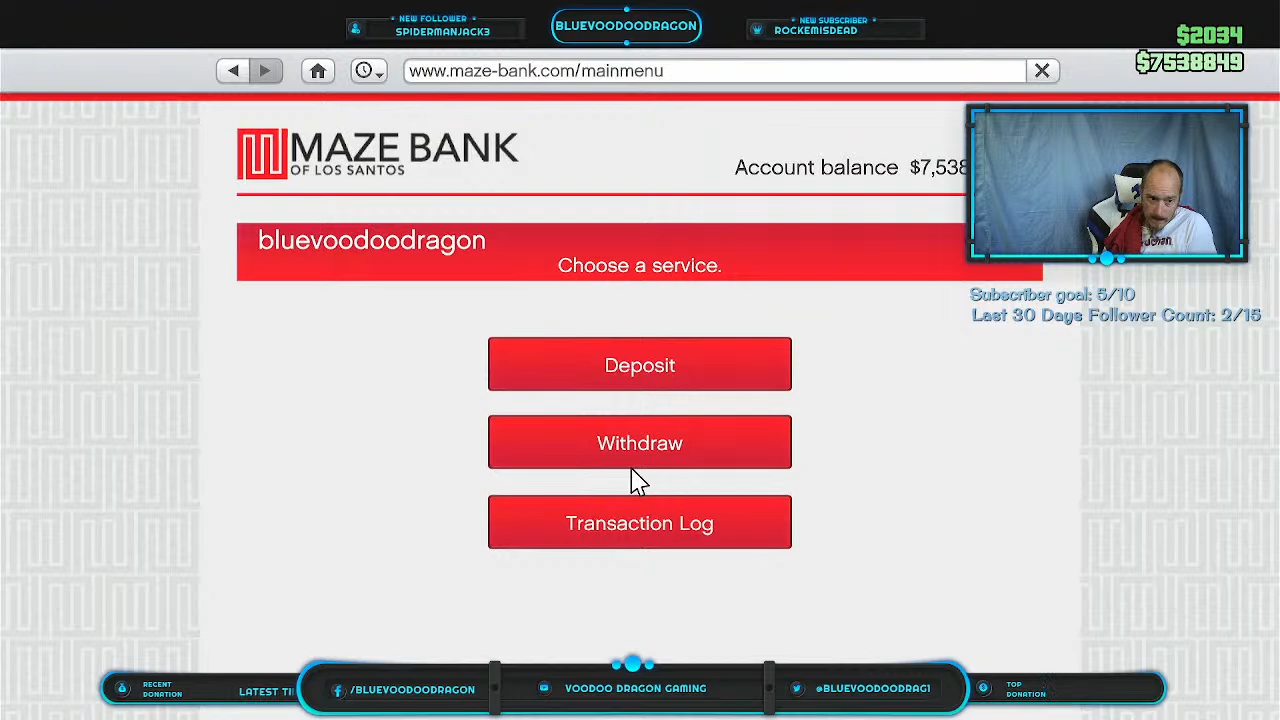 NEW FOLLOWER
SPIDERMANJACK3
BLUEVOODOODRAGON
NEW SUBSCRIBER
ROCKEMISDEAD
$2034
$7538849
www.maze-bank.com/mainmenu
MAZE BANK
OF LOS SANTOS
Account balance $7,538
bluevoodoodragon
Choose a service.
Subscriber goal: 5/10
Last 30 Days Follower Count: 2/15
Deposit
Withdraw
Transaction Log
RECENT
DONATION
LATEST TI
/BLUEVOODOODRAGON
VOODOO DRAGON GAMING
@BLUEVOODOODRAG1
TOP
DONATION